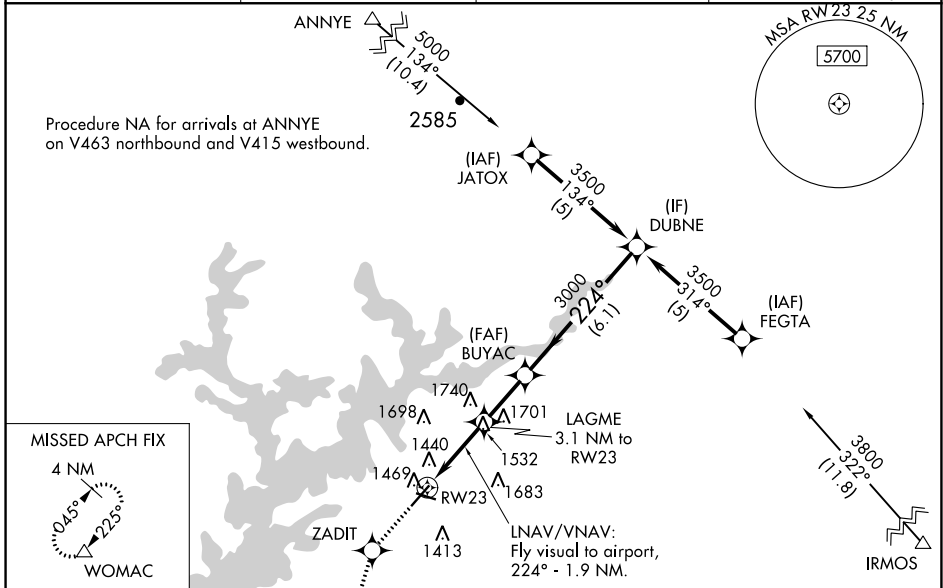 ANNYE
5000
134°
(10.4)
2585
MSA RW23 25 NM
5700
Procedure NA for arrivals at ANNYE
on V463 northbound and V415 westbound.
(IAF)
JATOX
3500
134°
(5)
(IF)
DUBNE
3500
314°
(5)
(IAF)
FEGTA
3000
224°
(6.1)
(FAF)
BUYAC
1740
1698
1701
LAGME
3.1 NM to
RW23
1440
1532
1469
1683
RW23
ZADIT
1413
LNAV/VNAV:
Fly visual to airport,
224° - 1.9 NM.
3800
322°
(11.8)
IRMOS
MISSED APCH FIX
4 NM
045°
225°
WOMAC